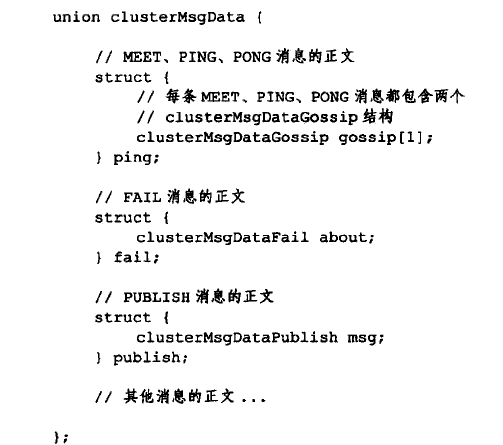 union clusterMsgData {
// MEET、PING、PONG 消息的正文
struct {
// 每条 MEET、PING、PONG 消息都包含两个
// clusterMsgDataGossip 结构
clusterMsgDataGossip gossip[1];
} ping;
// FAIL 消息的正文
struct {
clusterMsgDataFail about;
} fail;
// PUBLISH 消息的正文
struct {
clusterMsgDataPublish msg;
} publish;
// 其他消息的正文 ...
};